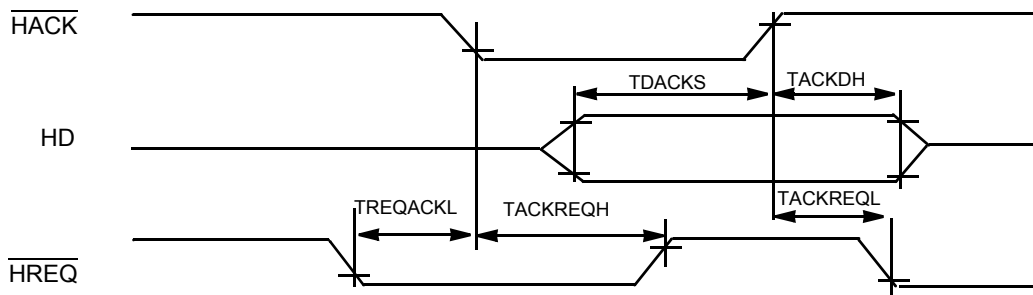 HACK
TDACKS
TACKDH
HD
TREQACKL
TACKREQH
TACKREQL
HREQ